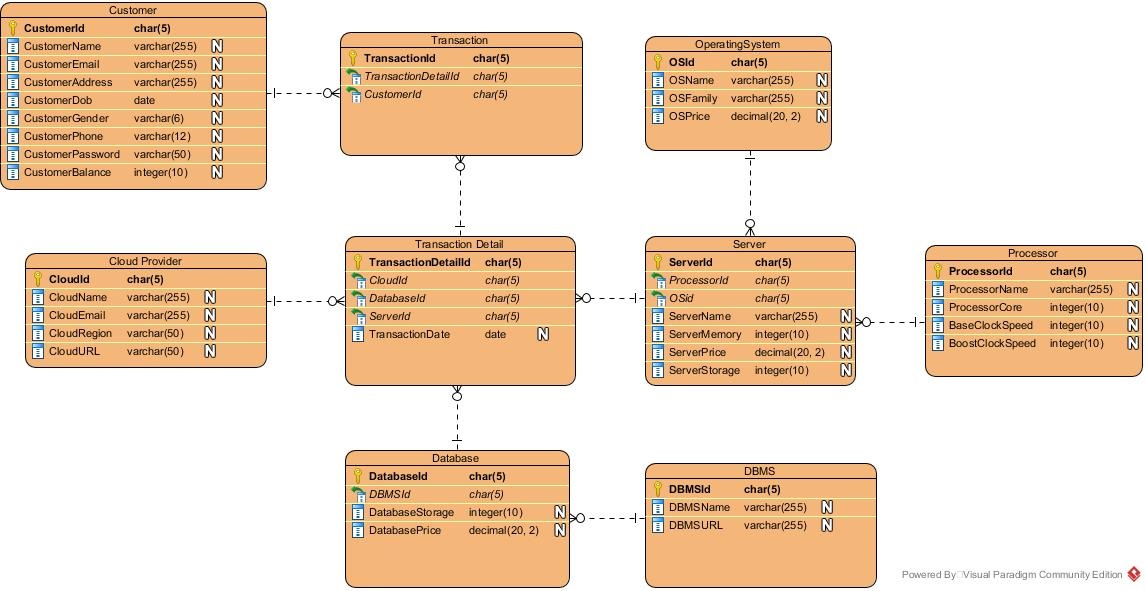 Customer
CustomerId char(5)
CustomerName varchar(255) N
CustomerEmail varchar(255) N
CustomerAddress varchar(255) N
CustomerDob date N
CustomerGender varchar(6) N
CustomerPhone varchar(12) N
CustomerPassword varchar(50) N
CustomerBalance integer(10) N
Transaction
TransactionId char(5)
TransactionDetailId char(5)
CustomerId char(5)
OperatingSystem
OSId char(5)
OSName varchar(255) N
OSFamily varchar(255) N
OSPrice decimal(20, 2) N
Cloud Provider
CloudId char(5)
CloudName varchar(255) N
CloudEmail varchar(255) N
CloudRegion varchar(50) N
CloudURL varchar(50) N
Transaction Detail
TransactionDetailId char(5)
CloudId char(5)
DatabaseId char(5)
ServerId char(5)
TransactionDate date N
Server
ServerId char(5)
ProcessorId char(5)
OSid char(5)
ServerName varchar(255) N
ServerMemory integer(10) N
ServerPrice decimal(20, 2) N
ServerStorage integer(10) N
Processor
ProcessorId char(5)
ProcessorName varchar(255) N
ProcessorCore integer(10) N
BaseClockSpeed integer(10) N
BoostClockSpeed integer(10) N
Database
DatabaseId char(5)
DBMSId char(5)
DatabaseStorage integer(10) N
DatabasePrice decimal(20, 2) N
DBMS
DBMSId char(5)
DBMSName varchar(255) N
DBMSURL varchar(255) N
Powered By Visual Paradigm Community Edition